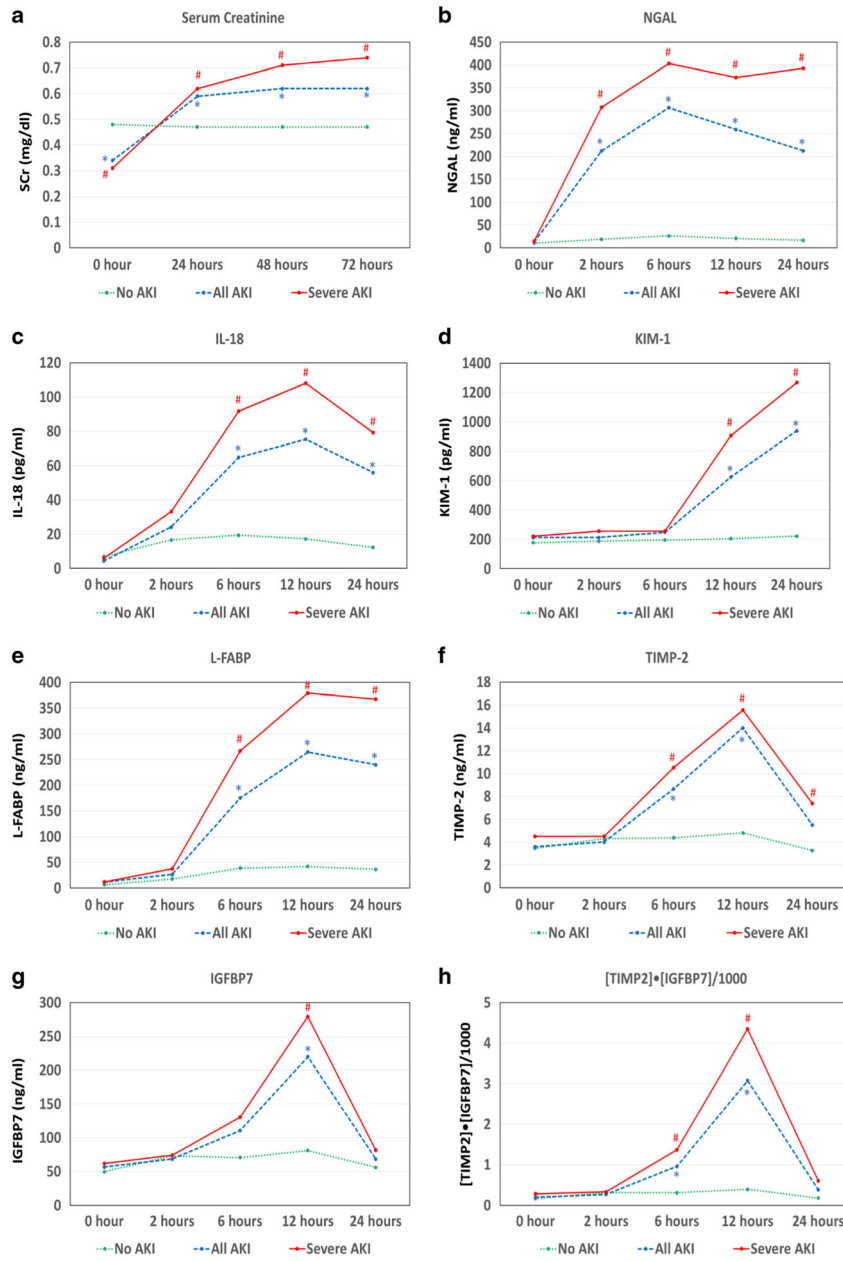 a
Serum Creatinine
SCr (mg/dl)
0.8
0.7
0.6
0.5
0.4
0.3
0.2
0.1
0
#
#
#
#
*
*
*
*
0 hour 24 hours 48 hours 72 hours
No AKI All AKI Severe AKI
b
NGAL
NGAL (ng/ml)
450
400
350
300
250
200
150
100
50
0
#
#
#
#
*
*
*
*
0 hour 2 hours 6 hours 12 hours 24 hours
No AKI All AKI Severe AKI
c
IL-18
IL-18 (pg/ml)
120
100
80
60
40
20
0
#
#
#
*
*
*
0 hour 2 hours 6 hours 12 hours 24 hours
No AKI All AKI Severe AKI
d
KIM-1
KIM-1 (pg/ml)
1400
1200
1000
800
600
400
200
0
#
#
*
*
0 hour 2 hours 6 hours 12 hours 24 hours
No AKI All AKI Severe AKI
e
L-FABP
L-FABP (ng/ml)
400
350
300
250
200
150
100
50
0
#
#
#
*
*
*
0 hour 2 hours 6 hours 12 hours 24 hours
No AKI All AKI Severe AKI
f
TIMP-2
TIMP-2 (ng/ml)
18
16
14
12
10
8
6
4
2
0
#
#
#
*
*
0 hour 2 hours 6 hours 12 hours 24 hours
No AKI All AKI Severe AKI
g
IGFBP7
IGFBP7 (ng/ml)
300
250
200
150
100
50
0
#
*
0 hour 2 hours 6 hours 12 hours 24 hours
No AKI All AKI Severe AKI
h
[TIMP2]•[IGFBP7]/1000
[TIMP2]•[IGFBP7]/1000
5
4
3
2
1
0
#
#
*
*
0 hour 2 hours 6 hours 12 hours 24 hours
No AKI All AKI Severe AKI